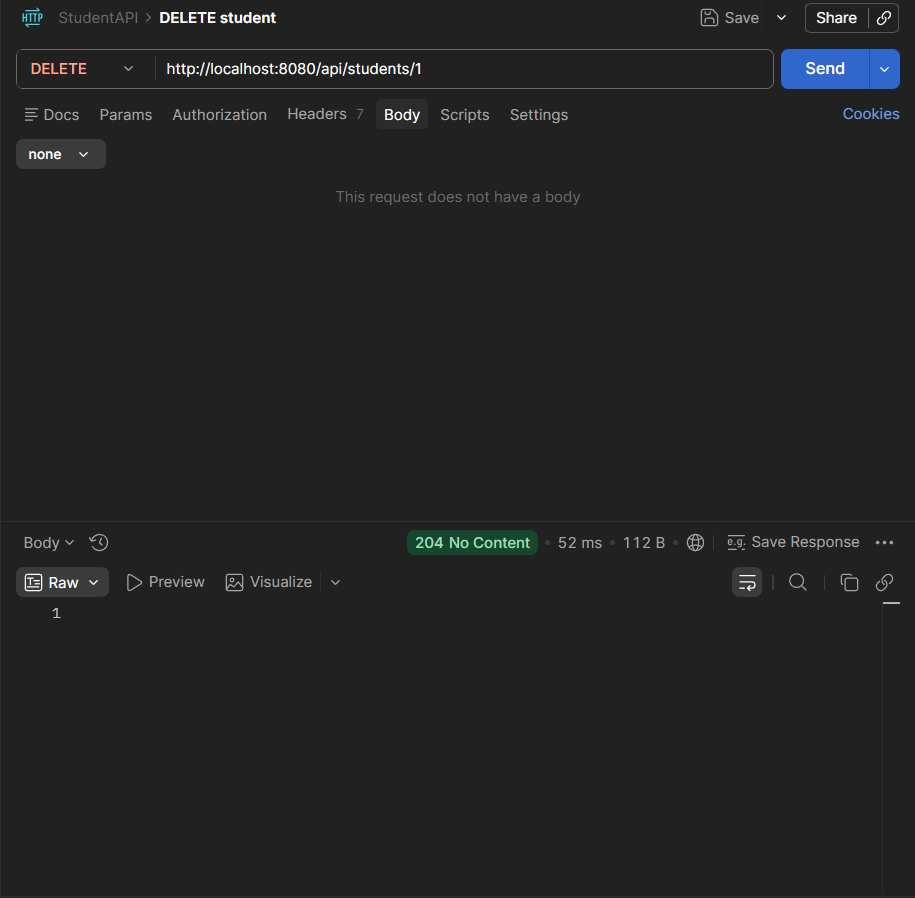 HTTP StudentAPI > DELETE student Save Share
DELETE http://localhost:8080/api/students/1 Send
Docs Params Authorization Headers 7 Body Scripts Settings Cookies
none
This request does not have a body
Body 204 No Content • 52 ms • 112 B • e.g. Save Response
Raw Preview Visualize
1